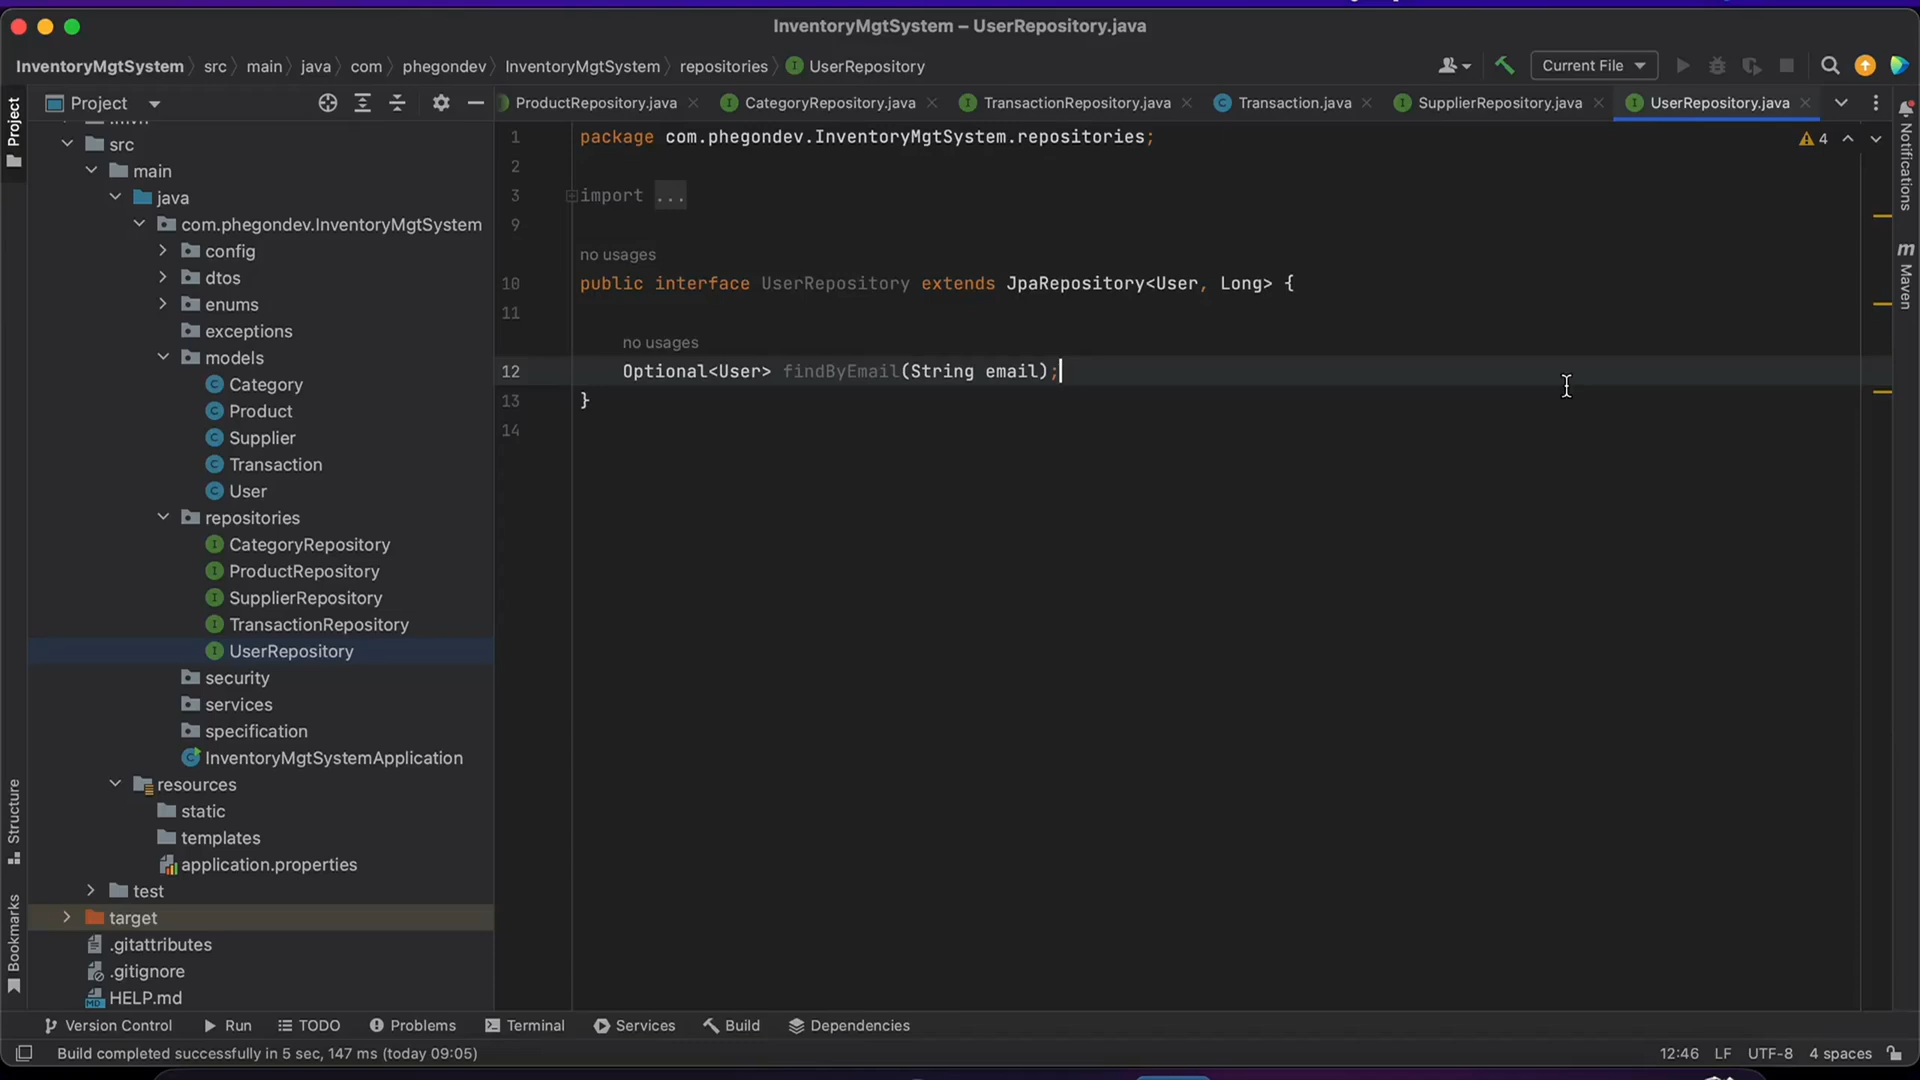 InventoryMgtSystem – UserRepository.java
InventoryMgtSystem src main java com phegondev InventoryMgtSystem repositories UserRepository
Current File
Project
ProductRepository.java
CategoryRepository.java
TransactionRepository.java
Transaction.java
SupplierRepository.java
UserRepository.java
Project
Structure
Bookmarks
src
main
java
com.phegondev.InventoryMgtSystem
config
dtos
enums
exceptions
models
Category
Product
Supplier
Transaction
User
repositories
CategoryRepository
ProductRepository
SupplierRepository
TransactionRepository
UserRepository
security
services
specification
InventoryMgtSystemApplication
resources
static
templates
application.properties
test
target
.gitattributes
.gitignore
HELP.md
1 package com.phegondev.InventoryMgtSystem.repositories;
2
3 import ...
9
no usages
10 public interface UserRepository extends JpaRepository<User, Long> {
11
no usages
12 Optional<User> findByEmail(String email);
13 }
14
4
Notifications
m Maven
Version Control Run TODO Problems Terminal Services Build Dependencies
Build completed successfully in 5 sec, 147 ms (today 09:05)
12:46 LF UTF-8 4 spaces